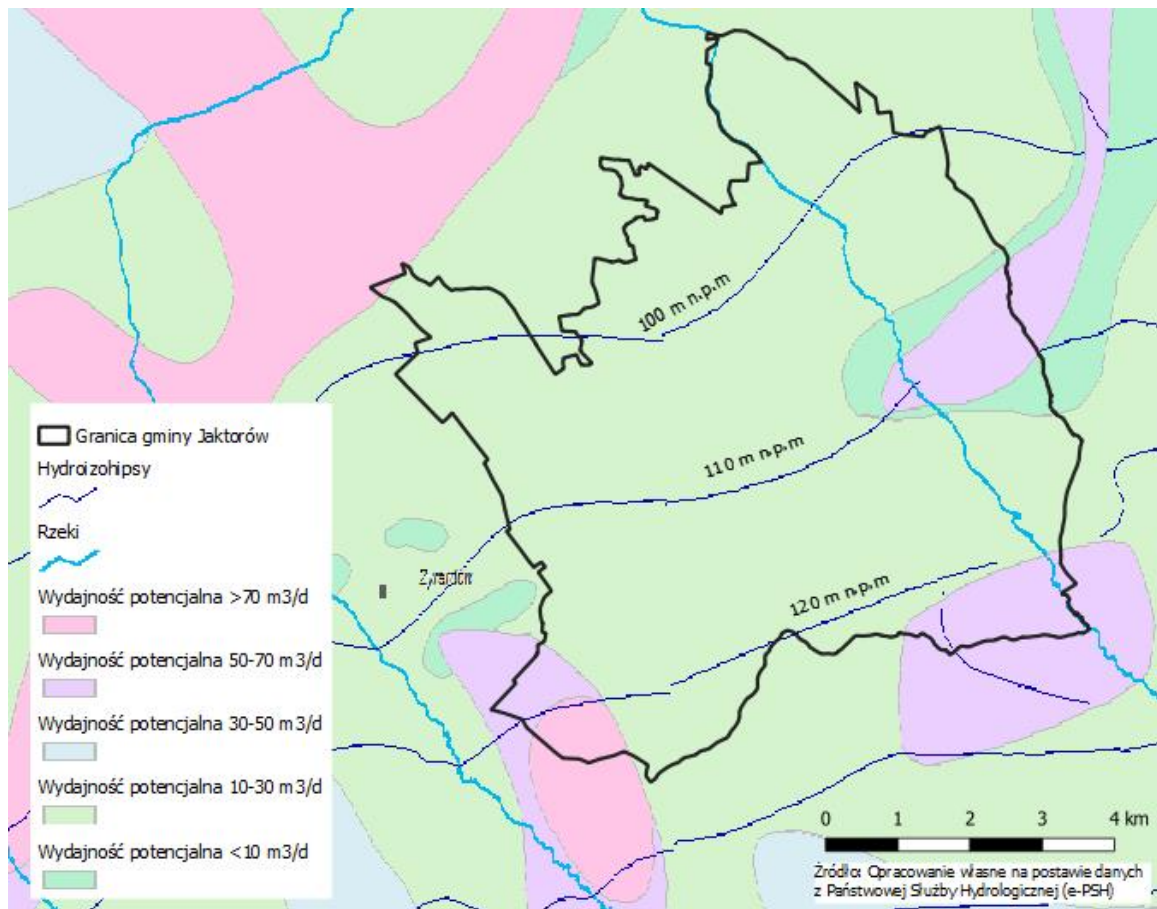 100 m n.p.m
110 m n.p.m
120 m n.p.m
Granica gminy Jaktorów
Hydroizohipsy
Rzeki
Wydajność potencjalna >70 m3/d
Wydajność potencjalna 50-70 m3/d
Wydajność potencjalna 30-50 m3/d
Wydajność potencjalna 10-30 m3/d
Wydajność potencjalna <10 m3/d
0 1 2 3 4 km
Źródło: Opracowanie własne na postawie danych
z Państwowej Służby Hydrologicznej (e-PSH)